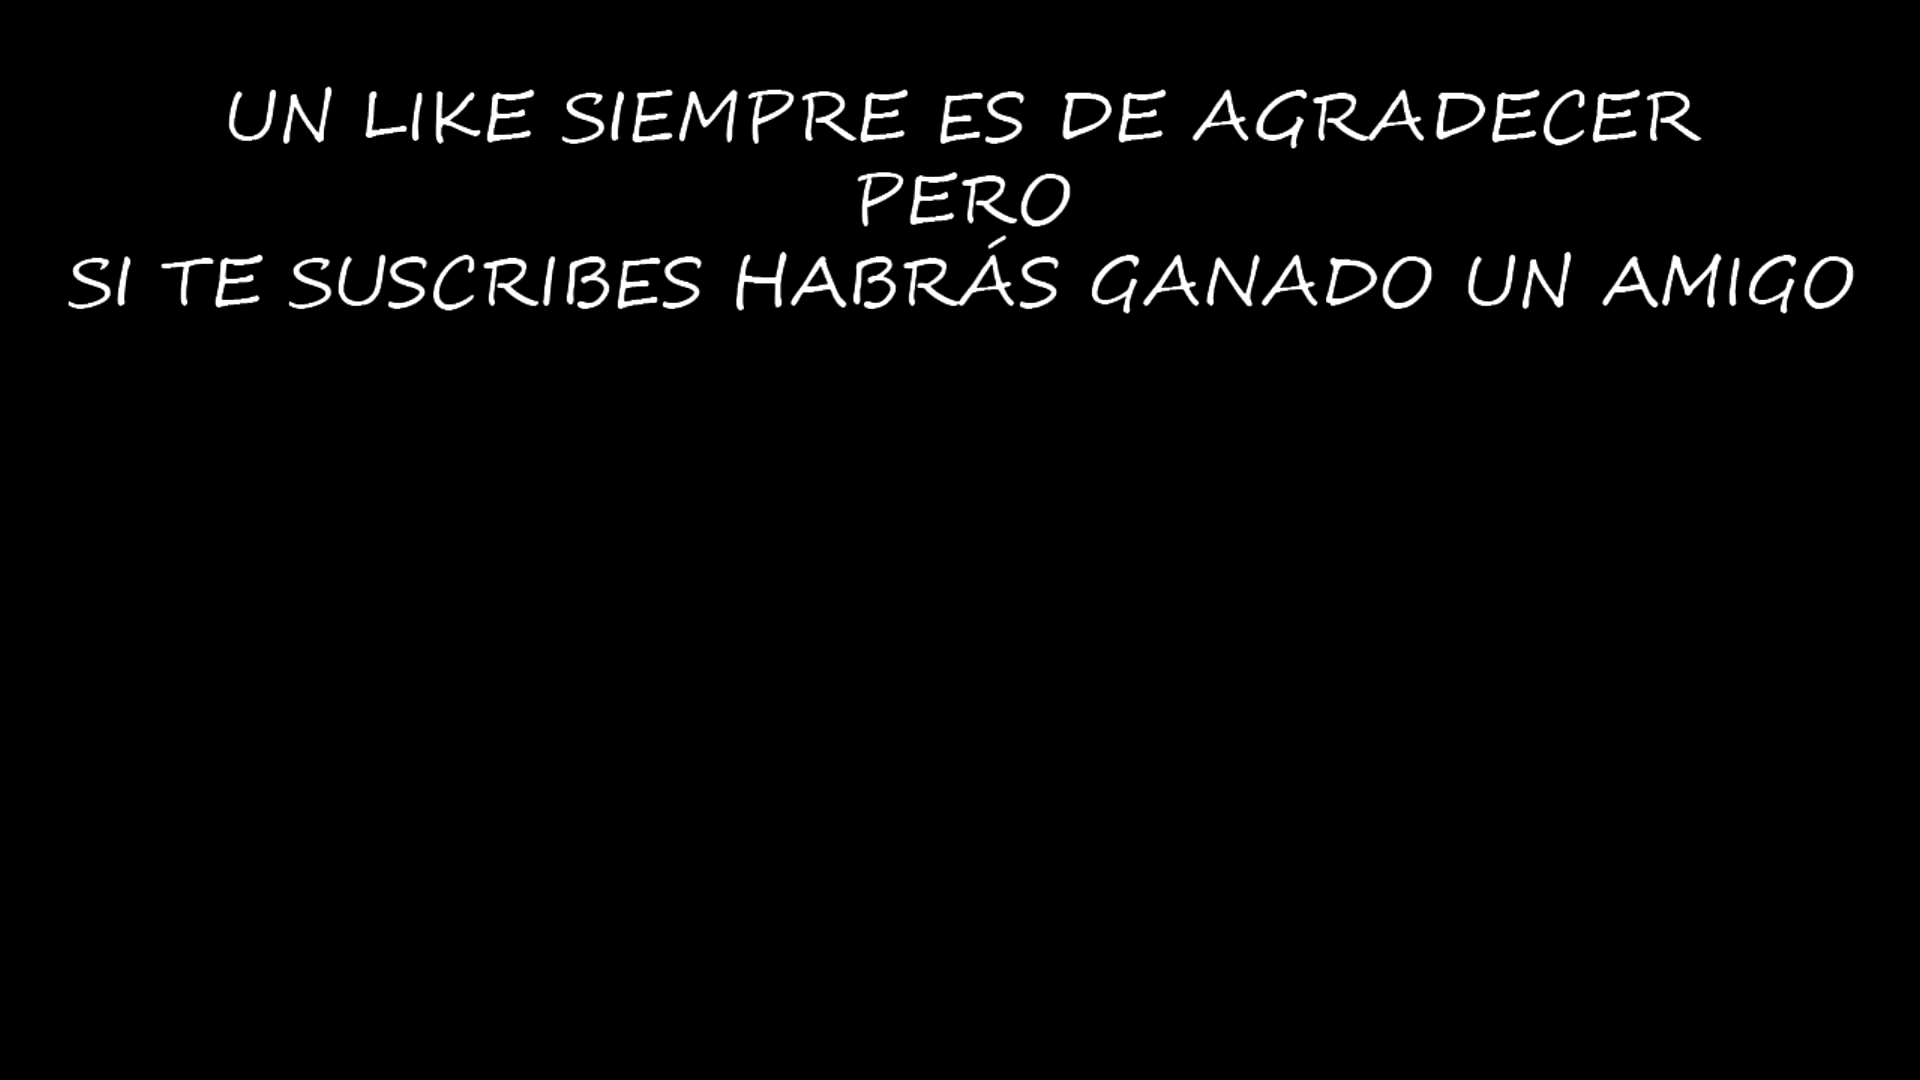 UN LIKE SIEMPRE ES DE AGRADECER
PERO
SI TE SUSCRIBES HABRÁS GANADO UN AMIGO